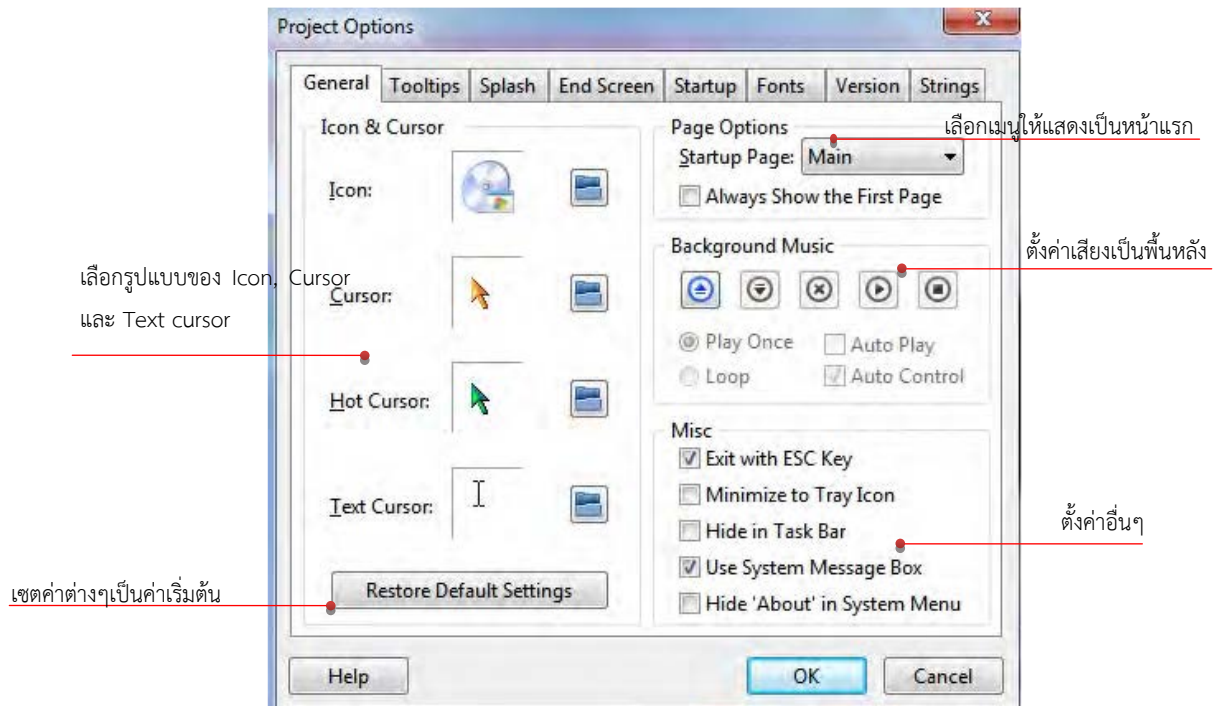 Project Options
General Tooltips Splash End Screen Startup Fonts Version Strings
Icon & Cursor
Icon:
Cursor:
Hot Cursor:
Text Cursor:
Restore Default Settings
Page Options
Startup Page: Main
Always Show the First Page
Background Music
Play Once Auto Play
Loop Auto Control
Misc
Exit with ESC Key
Minimize to Tray Icon
Hide in Task Bar
Use System Message Box
Hide 'About' in System Menu
Help OK Cancel
เลือกเมนูให้แสดงเป็นหน้าแรก
ตั้งค่าเสียงเป็นพื้นหลัง
เลือกรูปแบบของ Icon, Cursor
และ Text cursor
ตั้งค่าอื่นๆ
เซตค่าต่างๆเป็นค่าเริ่มต้น